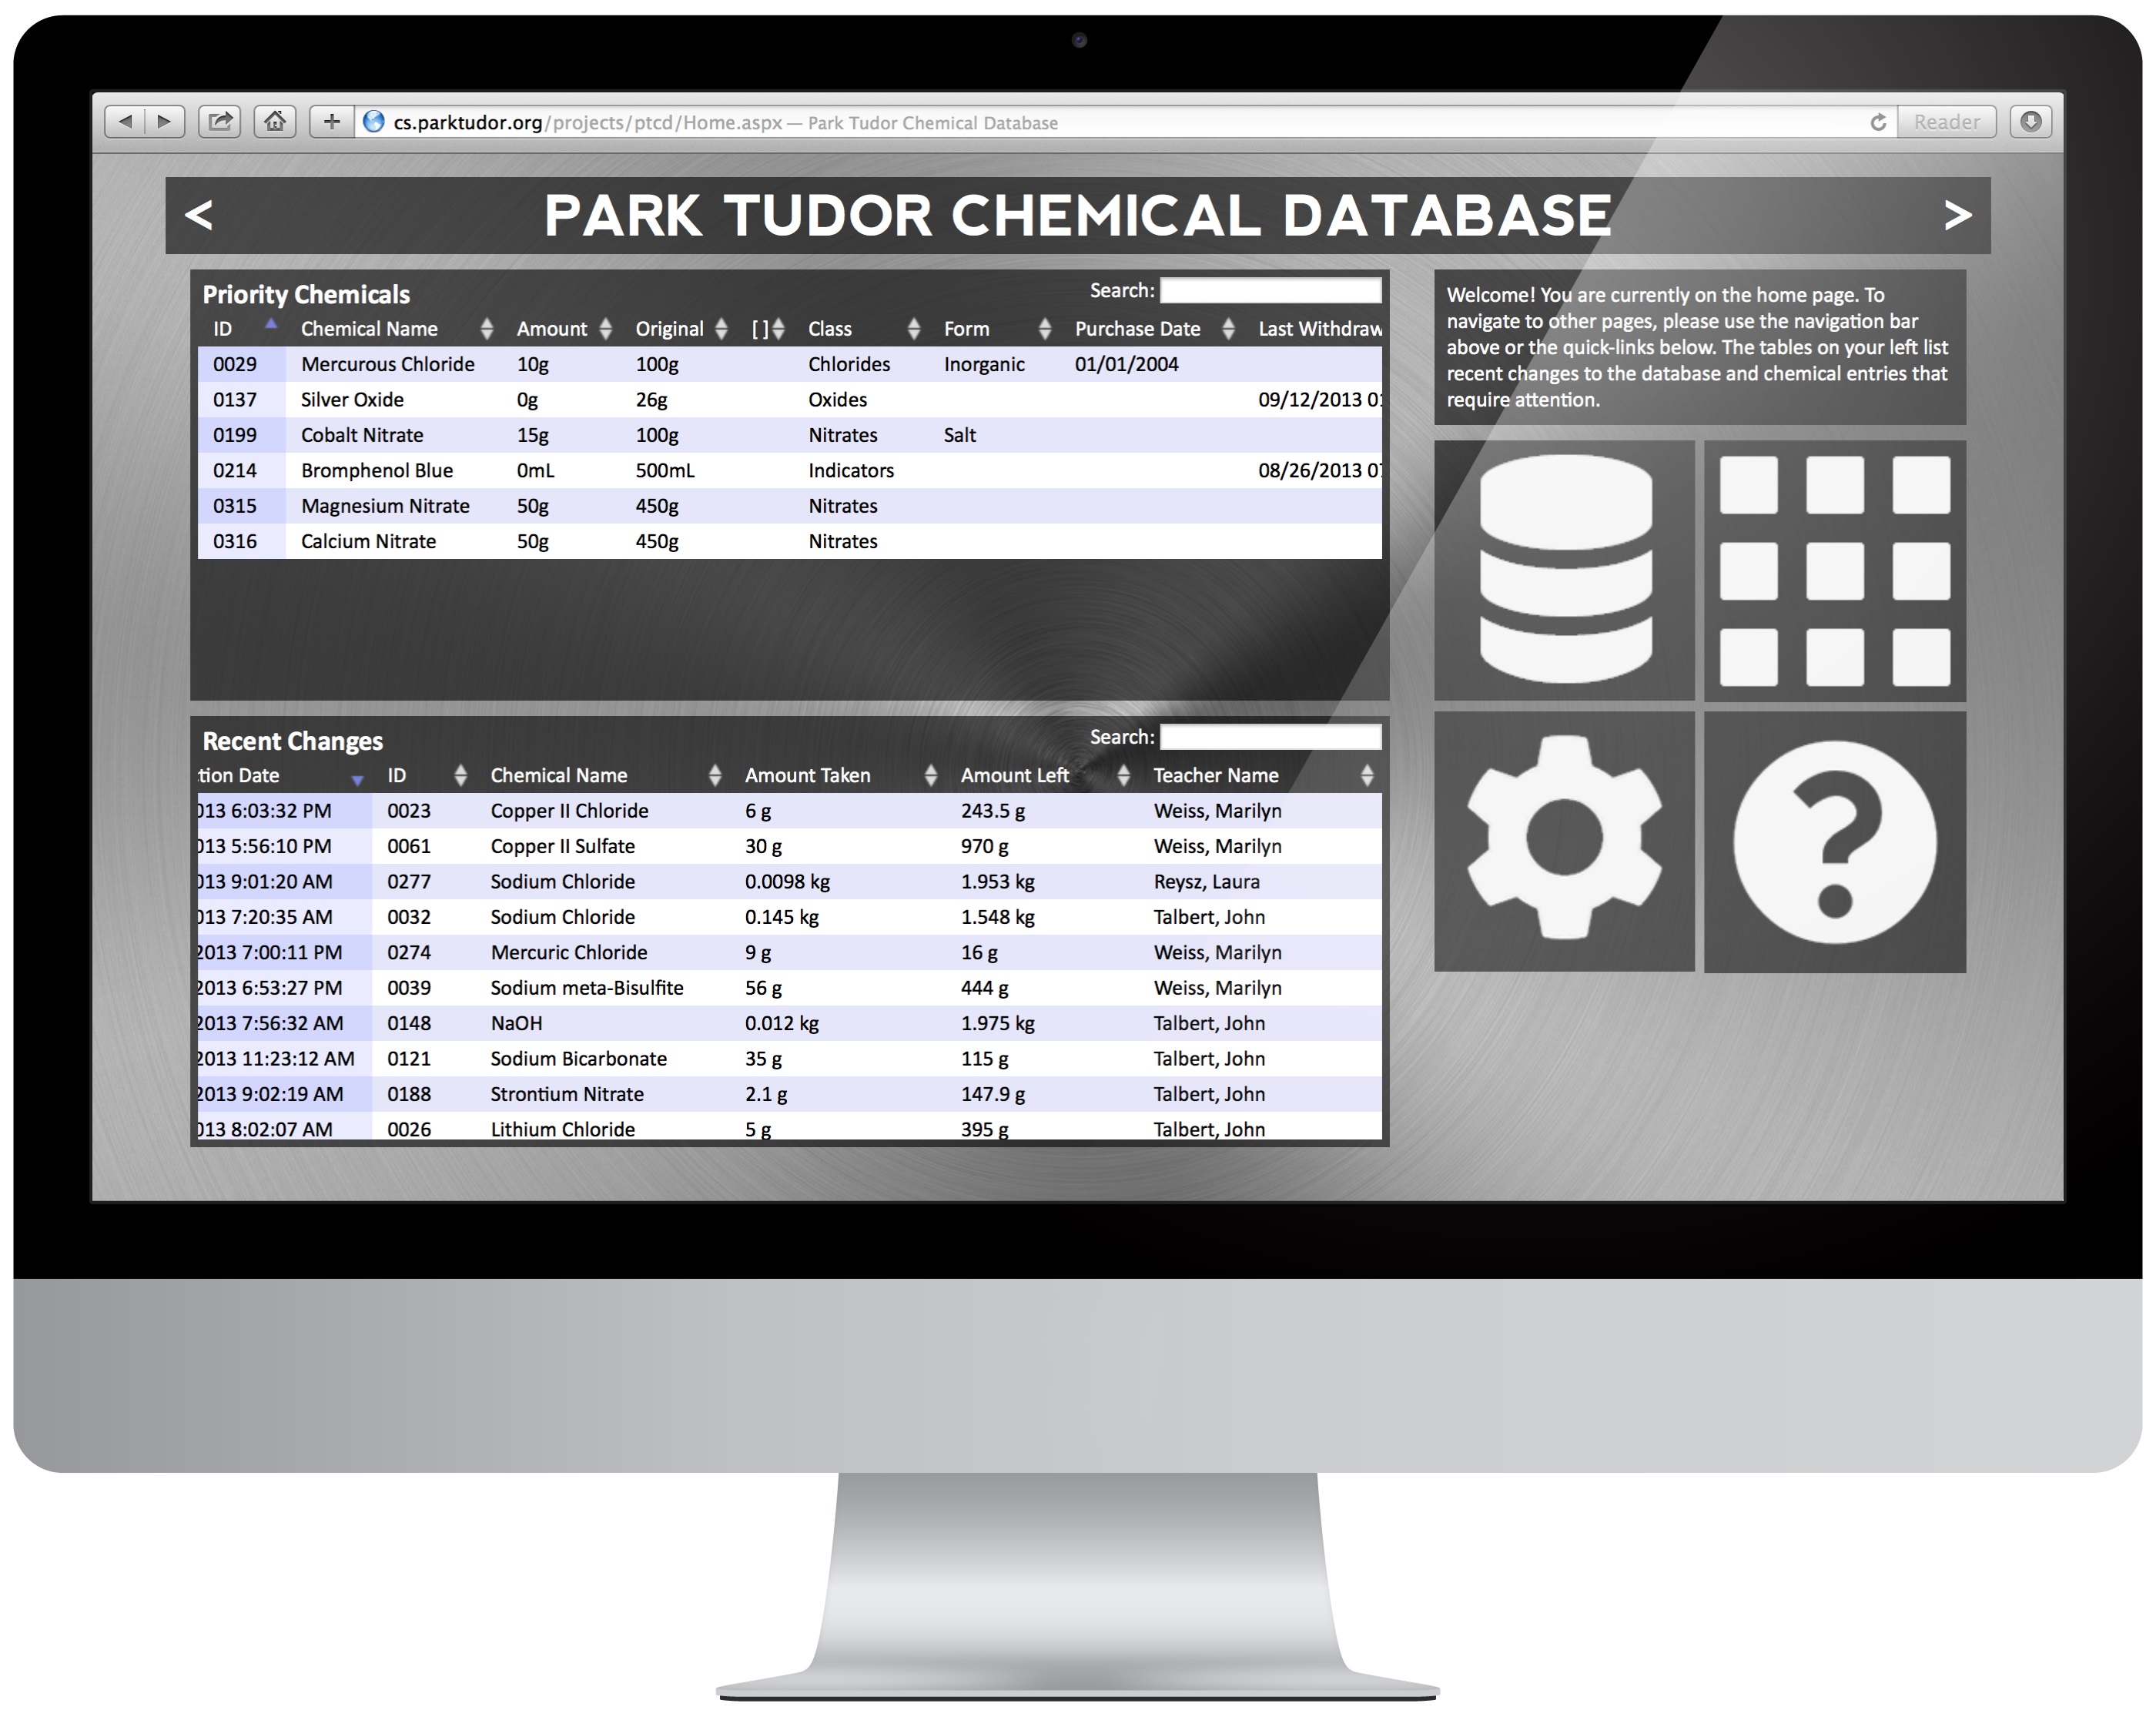 cs.parktudor.org/projects/ptcd/Home.aspx — Park Tudor Chemical Database
Reader
< PARK TUDOR CHEMICAL DATABASE >
Priority Chemicals Search:
ID Chemical Name Amount Original [ ] Class Form Purchase Date Last Withdraw
0029 Mercurous Chloride 10g 100g Chlorides Inorganic 01/01/2004
0137 Silver Oxide 0g 26g Oxides 09/12/2013 01
0199 Cobalt Nitrate 15g 100g Nitrates Salt
0214 Bromphenol Blue 0mL 500mL Indicators 08/26/2013 07
0315 Magnesium Nitrate 50g 450g Nitrates
0316 Calcium Nitrate 50g 450g Nitrates
Welcome! You are currently on the home page. To
navigate to other pages, please use the navigation bar
above or the quick-links below. The tables on your left list
recent changes to the database and chemical entries that
require attention.
Recent Changes Search:
tion Date ID Chemical Name Amount Taken Amount Left Teacher Name
013 6:03:32 PM 0023 Copper II Chloride 6 g 243.5 g Weiss, Marilyn
013 5:56:10 PM 0061 Copper II Sulfate 30 g 970 g Weiss, Marilyn
013 9:01:20 AM 0277 Sodium Chloride 0.0098 kg 1.953 kg Reysz, Laura
013 7:20:35 AM 0032 Sodium Chloride 0.145 kg 1.548 kg Talbert, John
2013 7:00:11 PM 0274 Mercuric Chloride 9 g 16 g Weiss, Marilyn
2013 6:53:27 PM 0039 Sodium meta-Bisulfite 56 g 444 g Weiss, Marilyn
2013 7:56:32 AM 0148 NaOH 0.012 kg 1.975 kg Talbert, John
2013 11:23:12 AM 0121 Sodium Bicarbonate 35 g 115 g Talbert, John
2013 9:02:19 AM 0188 Strontium Nitrate 2.1 g 147.9 g Talbert, John
013 8:02:07 AM 0026 Lithium Chloride 5 g 395 g Talbert, John
?